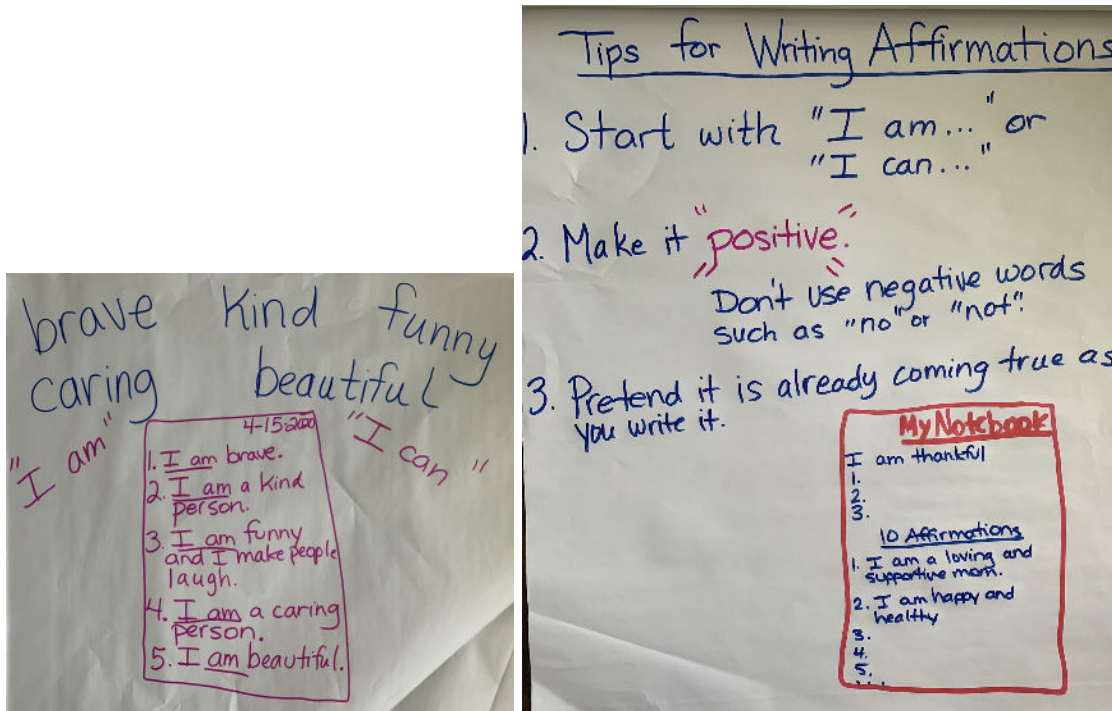 brave Kind funny
caring beautiful
"I am"
"I can"
4-15-2020
1. I am brave.
2. I am a Kind
person.
3. I am funny
and I make people
laugh.
4. I am a caring
person.
5. I am beautiful.
Tips for Writing Affirmations
1. Start with "I am..." or
"I can..."
2. Make it "positive."
Don't use negative words
such as "no" or "not".
3. Pretend it is already coming true as
you write it.
My Notebook
I am thankful
1.
2.
3.
10 Affirmations
1. I am a loving and
supportive mom.
2. I am happy and
healthy
3.
4.
5.
...